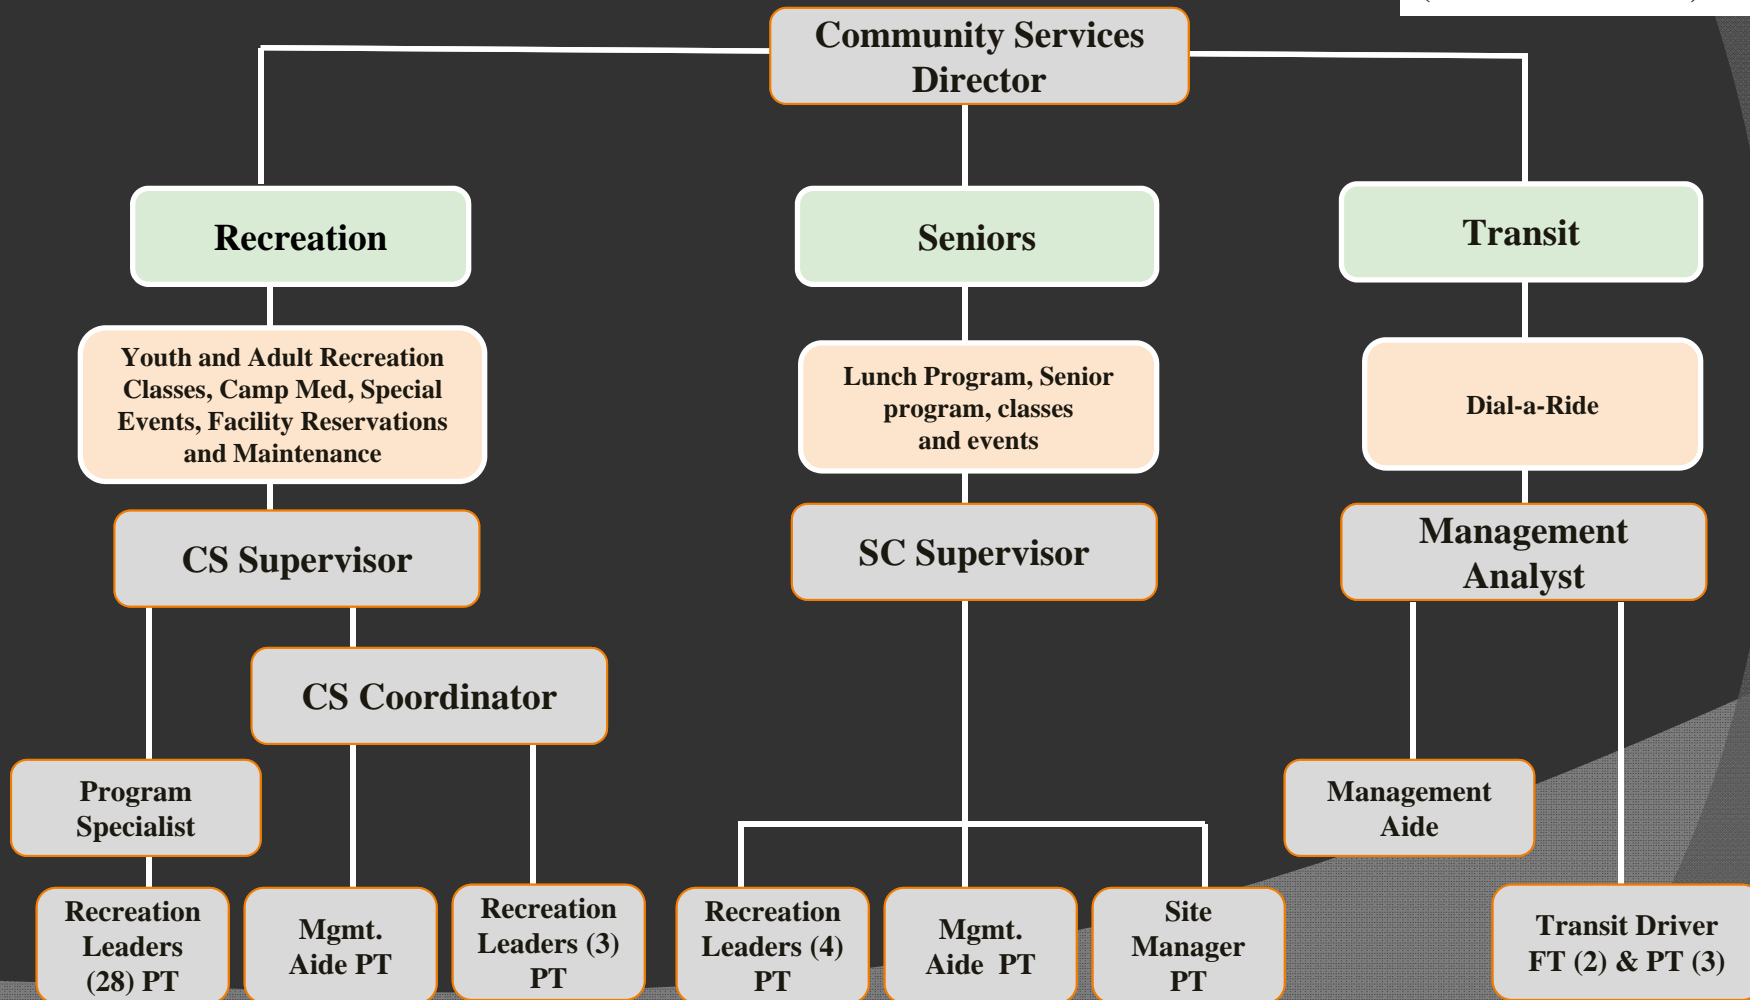 Community Services
Director
Recreation
Seniors
Transit
Youth and Adult Recreation
Classes, Camp Med, Special
Events, Facility Reservations
and Maintenance
Lunch Program, Senior
program, classes
and events
Dial-a-Ride
CS Supervisor
SC Supervisor
Management
Analyst
CS Coordinator
Program
Specialist
Management
Aide
Recreation
Leaders
(28) PT
Mgmt.
Aide PT
Recreation
Leaders (3)
PT
Recreation
Leaders (4)
PT
Mgmt.
Aide  PT
Site
Manager
PT
Transit Driver
FT (2) & PT (3)